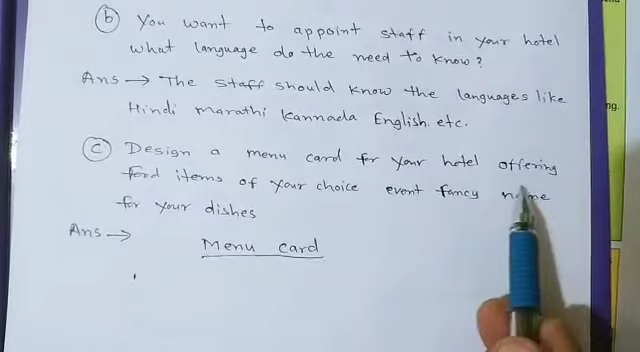 (b) You want to appoint staff in your hotel
what language do the need to know?
Ans → The staff should know the languages like
Hindi marathi kannada English. etc.
(c) Design a menu card for your hotel offering
food items of your choice event fancy name
for your dishes
Ans →
Menu card
ng.